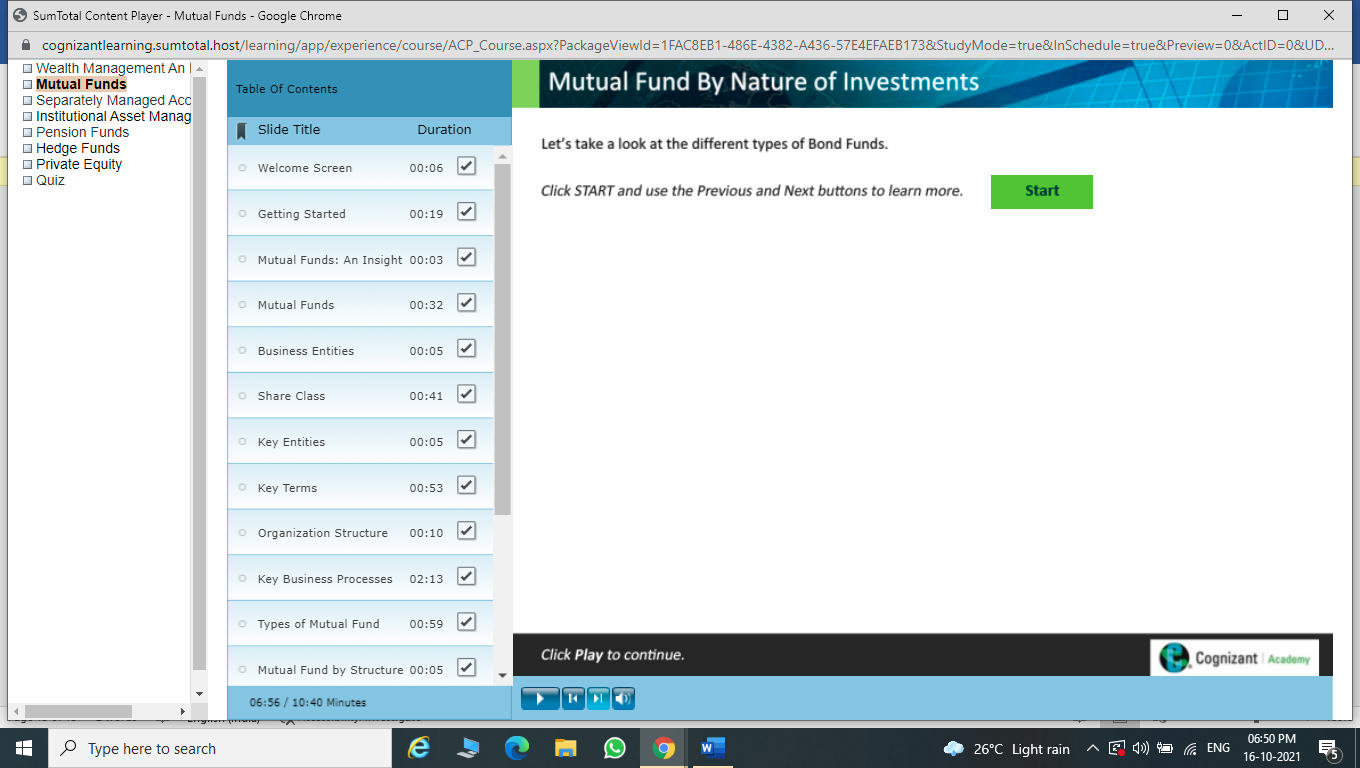 SumTotal Content Player - Mutual Funds - Google Chrome
cognizantlearning.sumtotal.host/learning/app/experience/course/ACP_Course.aspx?PackageViewId=1FAC8EB1-486E-4382-A436-57E4EFAEB173&StudyMode=true&InSchedule=true&Preview=0&ActID=0&UD...
Wealth Management An I
Mutual Funds
Separately Managed Acc
Institutional Asset Manag
Pension Funds
Hedge Funds
Private Equity
Quiz
Table Of Contents
Slide Title Duration
Welcome Screen 00:06
Getting Started 00:19
Mutual Funds: An Insight 00:03
Mutual Funds 00:32
Business Entities 00:05
Share Class 00:41
Key Entities 00:05
Key Terms 00:53
Organization Structure 00:10
Key Business Processes 02:13
Types of Mutual Fund 00:59
Mutual Fund by Structure 00:05
06:56 / 10:40 Minutes
Mutual Fund By Nature of Investments
Let's take a look at the different types of Bond Funds.
Click START and use the Previous and Next buttons to learn more. Start
Click Play to continue.
Cognizant Academy
Type here to search
26°C Light rain
ENG
06:50 PM
16-10-2021
5